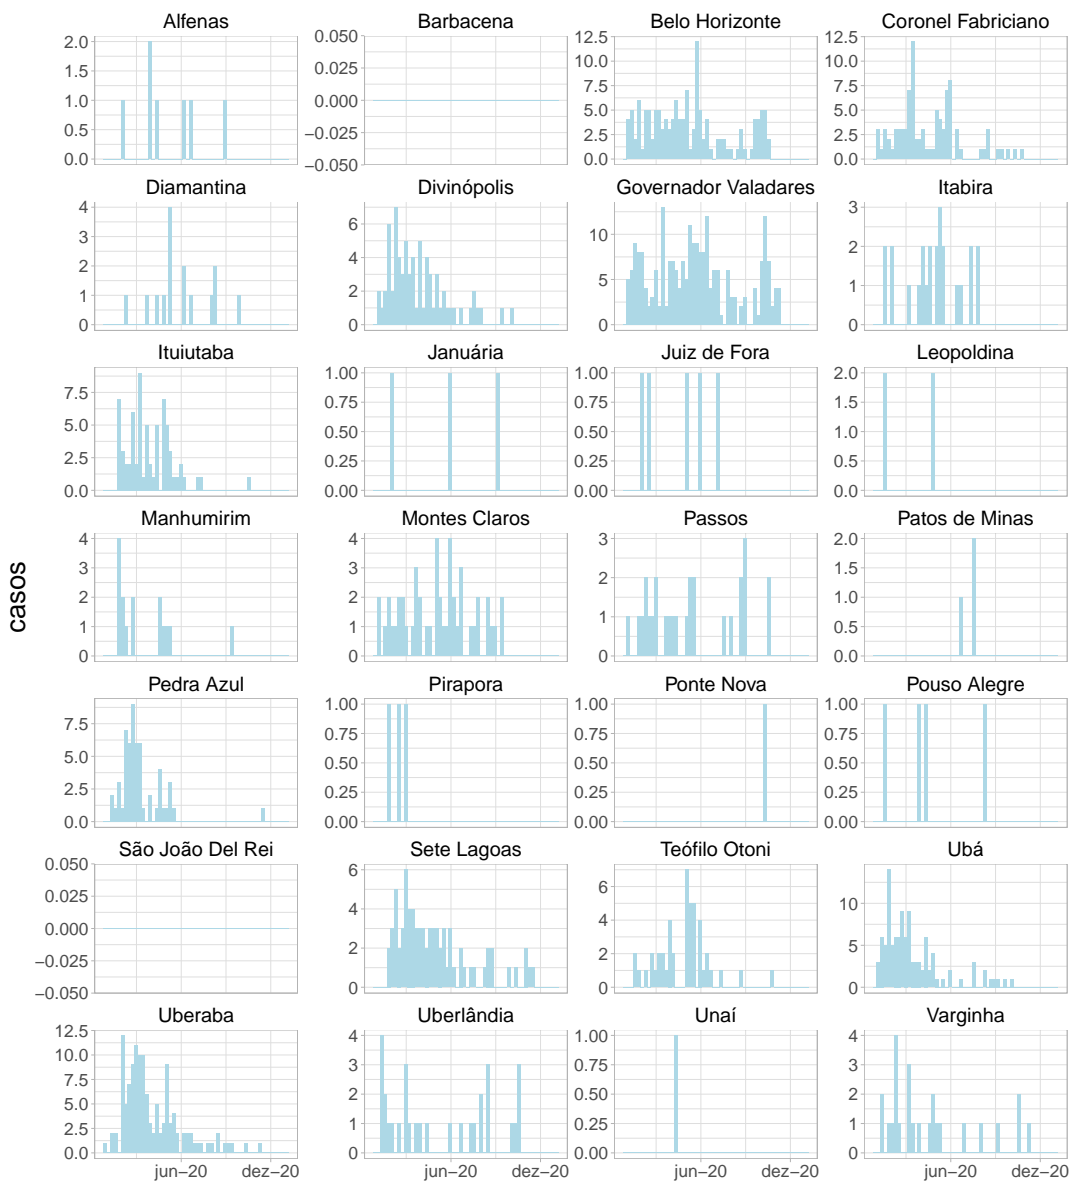 Alfenas Barbacena Belo Horizonte Coronel Fabriciano
2.0 1.5 1.0 0.5 0.0
0.050 0.025 0.000 −0.025 −0.050
12.5 10.0 7.5 5.0 2.5 0.0
12.5 10.0 7.5 5.0 2.5 0.0
Diamantina Divinópolis Governador Valadares Itabira
4 3 2 1 0
6 4 2 0
10 5 0
3 2 1 0
Ituiutaba Januária Juiz de Fora Leopoldina
7.5 5.0 2.5 0.0
1.00 0.75 0.50 0.25 0.00
1.00 0.75 0.50 0.25 0.00
2.0 1.5 1.0 0.5 0.0
Manhumirim Montes Claros Passos Patos de Minas
4 3 2 1 0
4 3 2 1 0
3 2 1 0
2.0 1.5 1.0 0.5 0.0
casos
Pedra Azul Pirapora Ponte Nova Pouso Alegre
7.5 5.0 2.5 0.0
1.00 0.75 0.50 0.25 0.00
1.00 0.75 0.50 0.25 0.00
1.00 0.75 0.50 0.25 0.00
São João Del Rei Sete Lagoas Teófilo Otoni Ubá
0.050 0.025 0.000 −0.025 −0.050
6 4 2 0
6 4 2 0
10 5 0
Uberaba Uberlândia Unaí Varginha
12.5 10.0 7.5 5.0 2.5 0.0
4 3 2 1 0
1.00 0.75 0.50 0.25 0.00
4 3 2 1 0
jun−20 dez−20 jun−20 dez−20 jun−20 dez−20 jun−20 dez−20